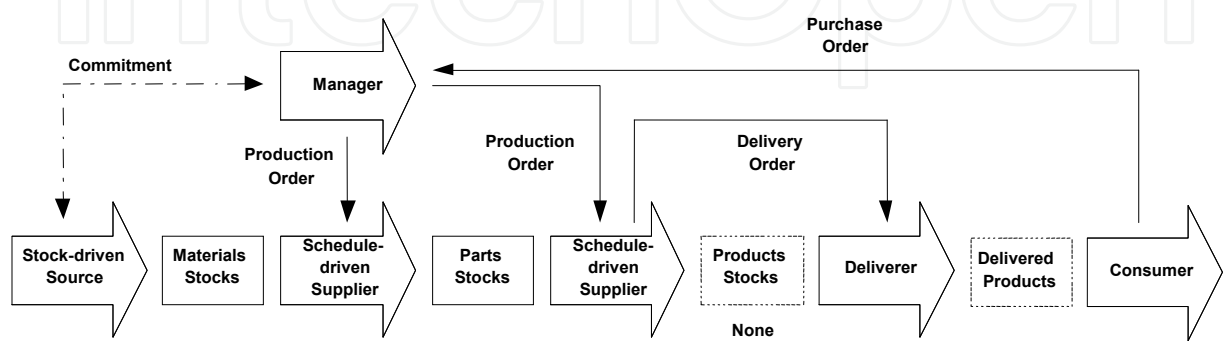 IntechOpen
Purchase
Order
Commitment
Manager
Production
Order
Production
Order
Delivery
Order
Stock-driven
Source
Materials
Stocks
Schedule-
driven
Supplier
Parts
Stocks
Schedule-
driven
Supplier
Products
Stocks
Deliverer
Delivered
Products
Consumer
None